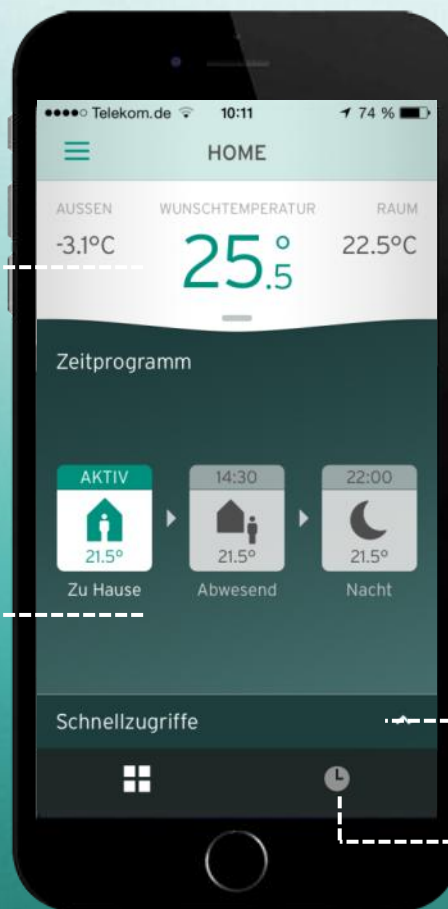 Telekom.de 10:11 74 %
HOME
AUSSEN WUNSCHTEMPERATUR RAUM
-3.1°C 25.5° 22.5°C
Zeitprogramm
AKTIV 14:30 22:00
21.5° 21.5° 21.5°
Zu Hause Abwesend Nacht
Schnellzugriffe